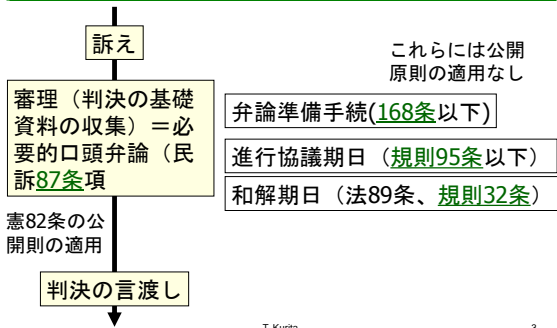 訴え
これらには公開
原則の適用なし
審理（判決の基礎
資料の収集）＝必
要的口頭弁論（民
訴87条項
弁論準備手続(168条以下)
進行協議期日（規則95条以下）
和解期日（法89条、規則32条）
憲82条の公
開則の適用
判決の言渡し
T. Kurita
3